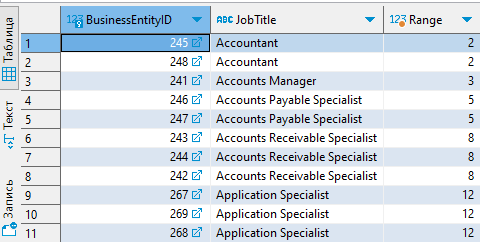 Таблица
Текст
Запись
123 BusinessEntityID ABC JobTitle 123 Range
1 245 Accountant 2
2 248 Accountant 2
3 241 Accounts Manager 3
4 246 Accounts Payable Specialist 5
5 247 Accounts Payable Specialist 5
6 243 Accounts Receivable Specialist 8
7 244 Accounts Receivable Specialist 8
8 242 Accounts Receivable Specialist 8
9 267 Application Specialist 12
10 269 Application Specialist 12
11 268 Application Specialist 12